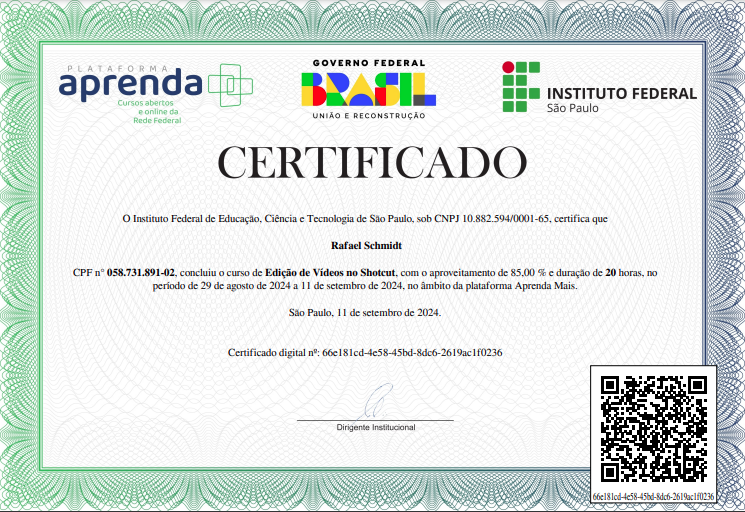 PLATAFORMA
aprenda
Cursos abertos
e online da
Rede Federal
GOVERNO FEDERAL
BRASIL
UNIÃO E RECONSTRUÇÃO
INSTITUTO FEDERAL
São Paulo
CERTIFICADO
O Instituto Federal de Educação, Ciência e Tecnologia de São Paulo, sob CNPJ 10.882.594/0001-65, certifica que
Rafael Schmidt
CPF n° 058.731.891-02, concluiu o curso de Edição de Vídeos no Shotcut, com o aproveitamento de 85,00 % e duração de 20 horas, no
período de 29 de agosto de 2024 a 11 de setembro de 2024, no âmbito da plataforma Aprenda Mais.
São Paulo, 11 de setembro de 2024.
Certificado digital nº: 66e181cd-4e58-45bd-8dc6-2619ac1f0236
Dirigente Institucional
66e181cd-4e58-45bd-8dc6-2619ac1f0236